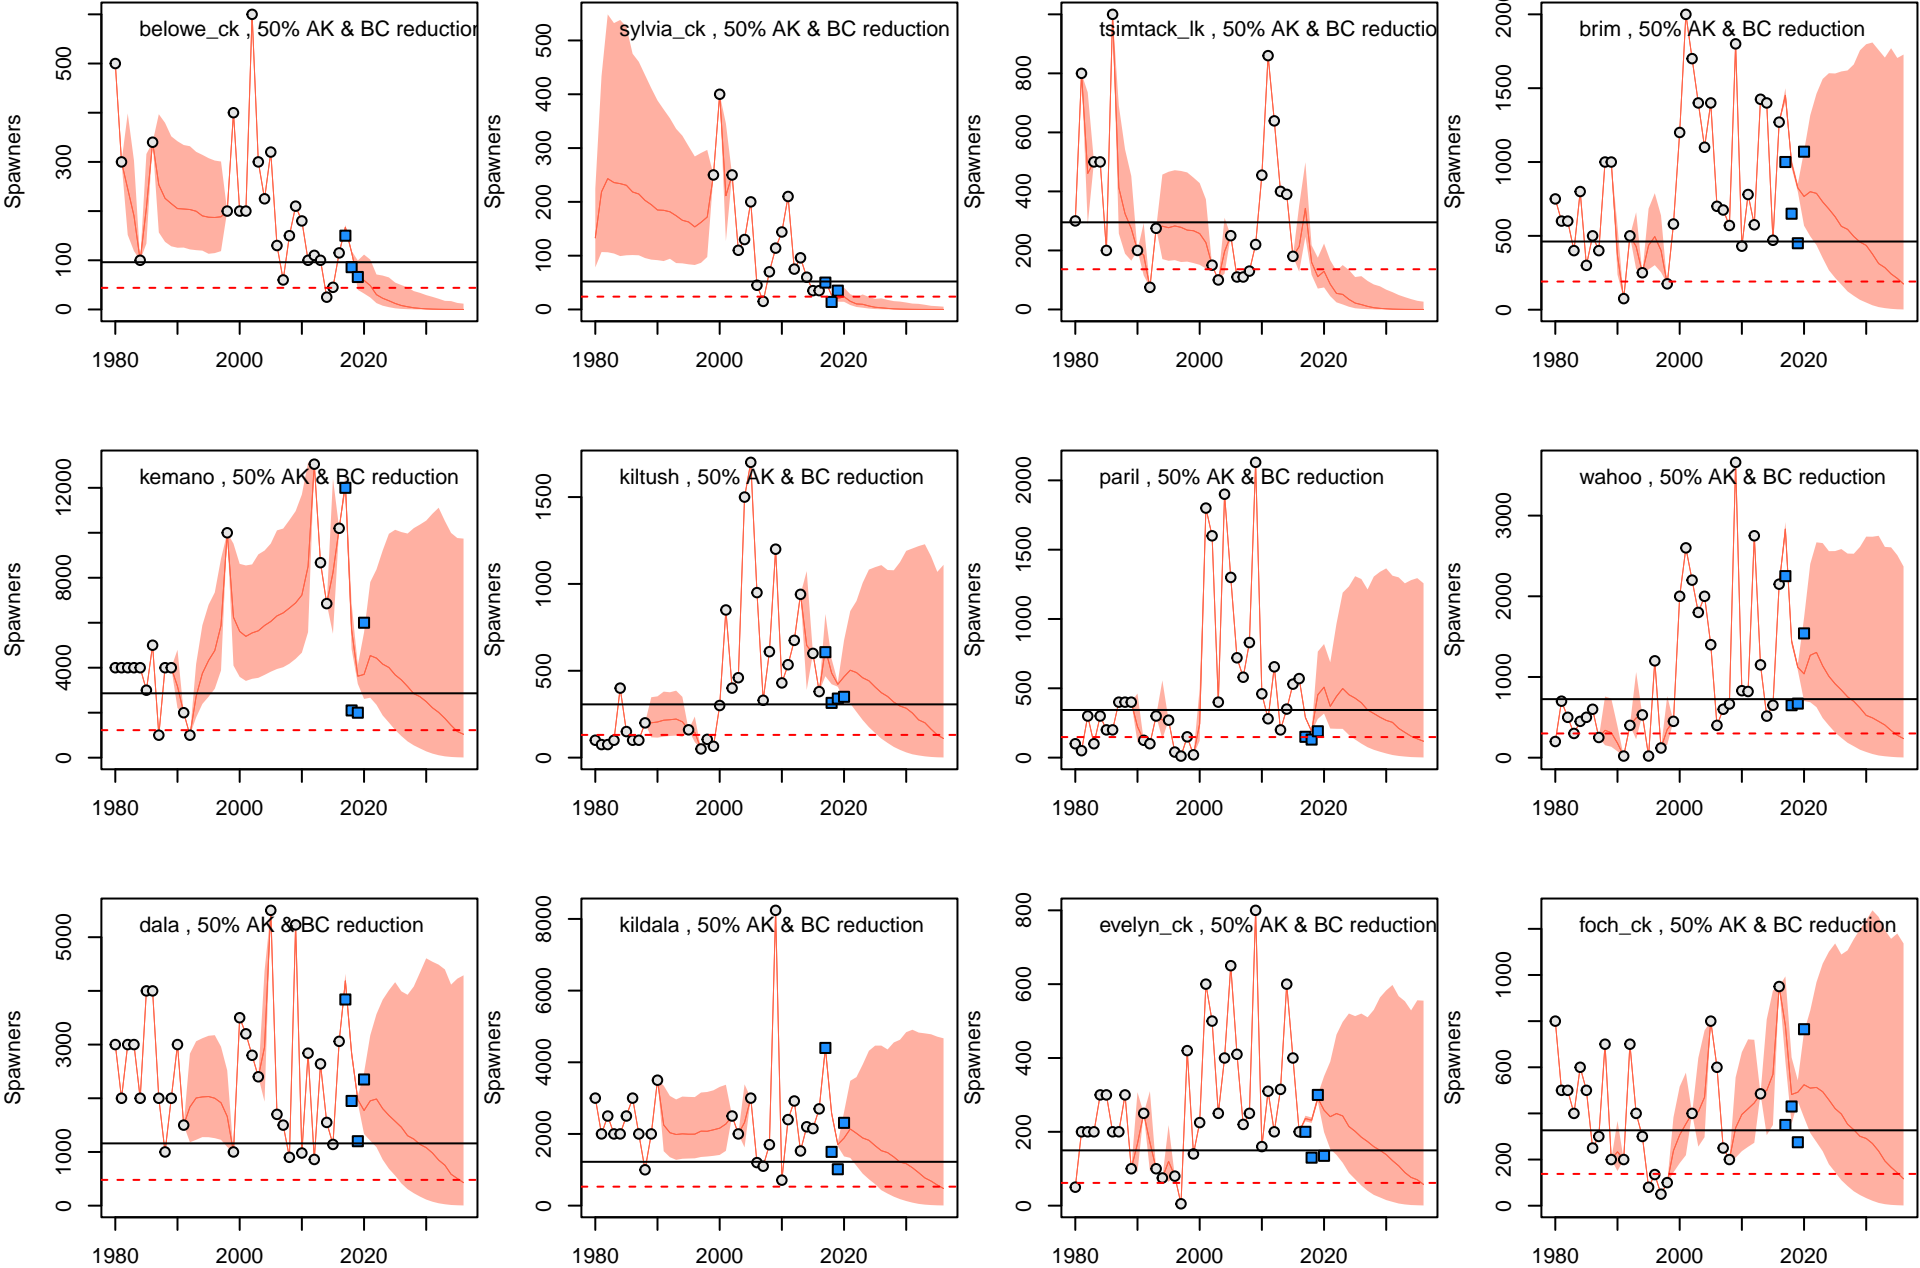 belowe_ck , 50% AK & BC reduction
Spawners
0 100 300 500
1980 2000 2020
sylvia_ck , 50% AK & BC reduction
Spawners
0 100 200 300 400 500
1980 2000 2020
tsimtack_lk , 50% AK & BC reductio
Spawners
0 200 400 600 800
1980 2000 2020
brim , 50% AK & BC reduction
Spawners
0 500 1000 1500 2000
1980 2000 2020
kemano , 50% AK & BC reduction
Spawners
0 4000 8000 12000
1980 2000 2020
kiltush , 50% AK & BC reduction
Spawners
0 500 1000 1500
1980 2000 2020
paril , 50% AK & BC reduction
Spawners
0 500 1000 1500 2000
1980 2000 2020
wahoo , 50% AK & BC reduction
Spawners
0 1000 2000 3000
1980 2000 2020
dala , 50% AK & BC reduction
Spawners
0 1000 3000 5000
1980 2000 2020
kildala , 50% AK & BC reduction
Spawners
0 2000 4000 6000 8000
1980 2000 2020
evelyn_ck , 50% AK & BC reduction
Spawners
0 200 400 600 800
1980 2000 2020
foch_ck , 50% AK & BC reduction
Spawners
0 200 600 1000
1980 2000 2020